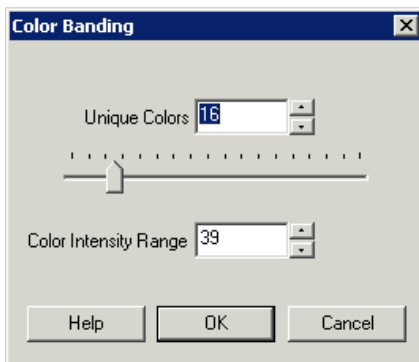 Color Banding
Unique Colors 16
Color Intensity Range 39
Help OK Cancel